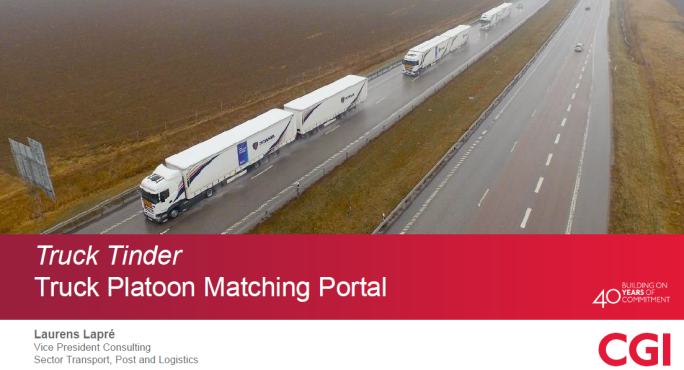 SCANIA
Truck Tinder
Truck Platoon Matching Portal
40 BUILDING ON
YEARS OF
COMMITMENT
Laurens Lapré
Vice President Consulting
Sector Transport, Post and Logistics
CGI